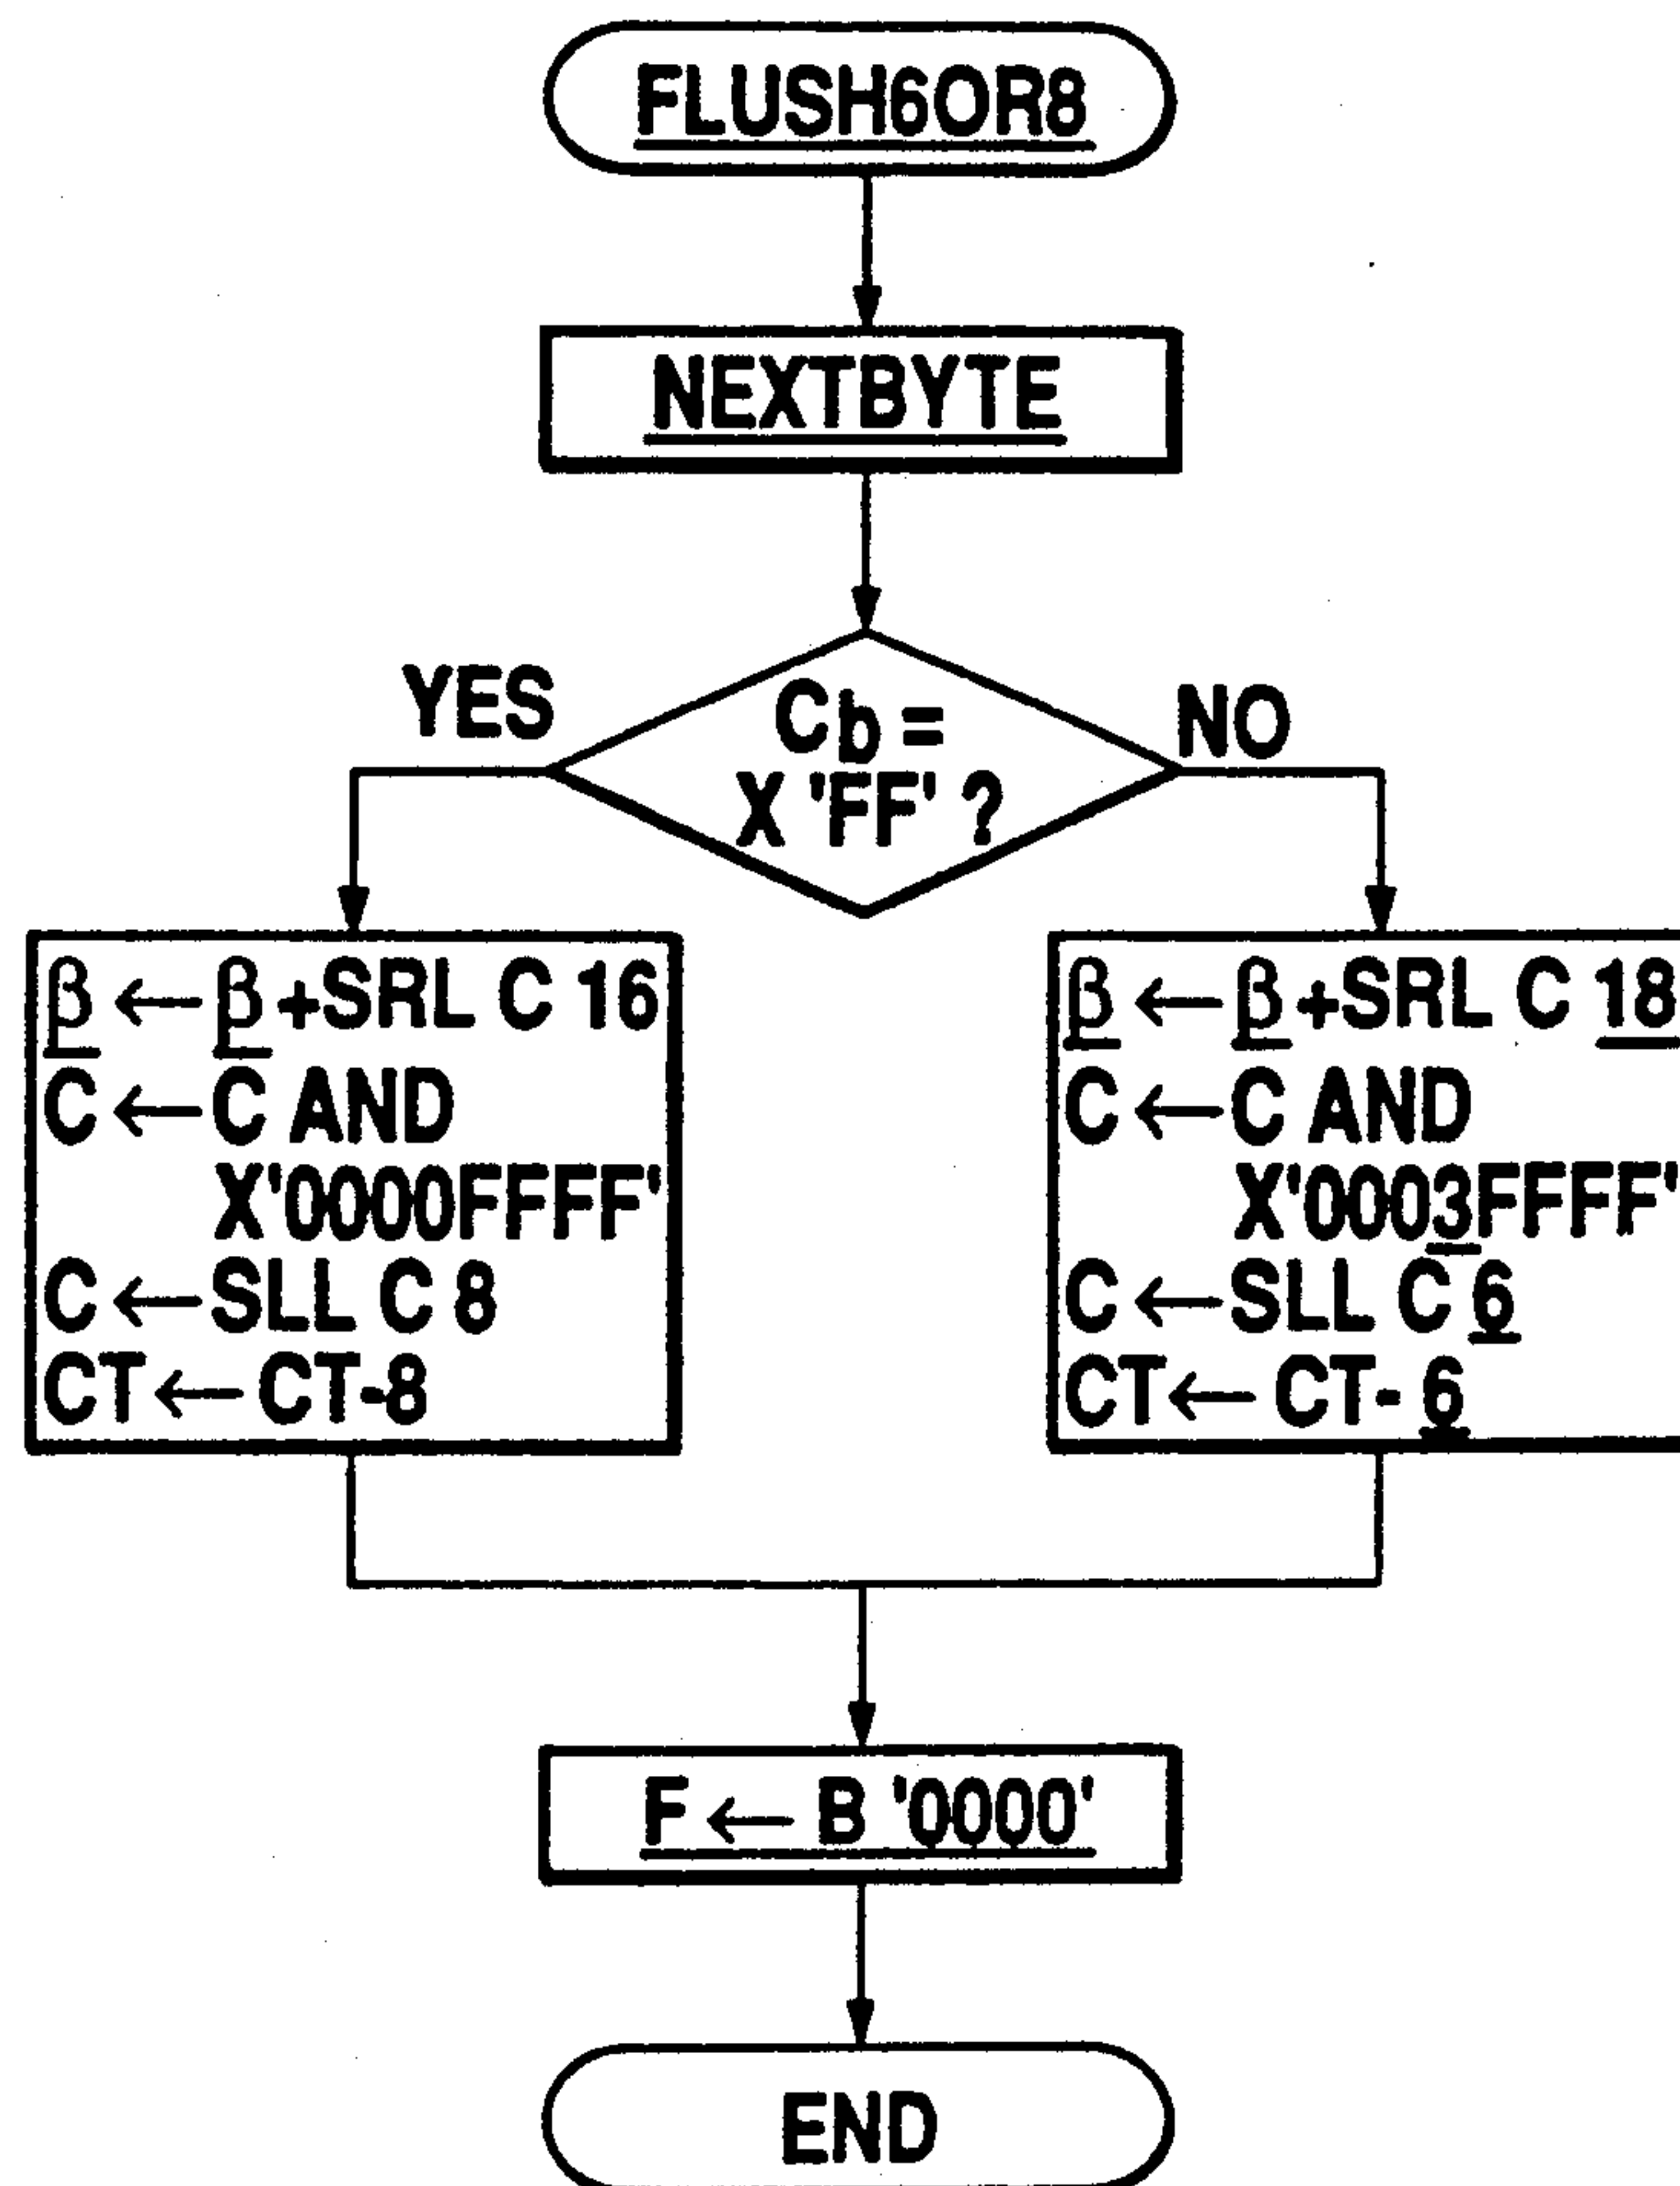 FLUSH6OR8
NEXTBYTE
Cb=
X 'FF' ?
YES
NO
β ← β+SRL C 16
C ← C AND
X'0000FFFF'
C ← SLL C 8
CT ← CT-8
β ← β+SRL C 18
C ← C AND
X'0003FFFF'
C ← SLL C 6
CT ← CT- 6
F ← B '0000'
END